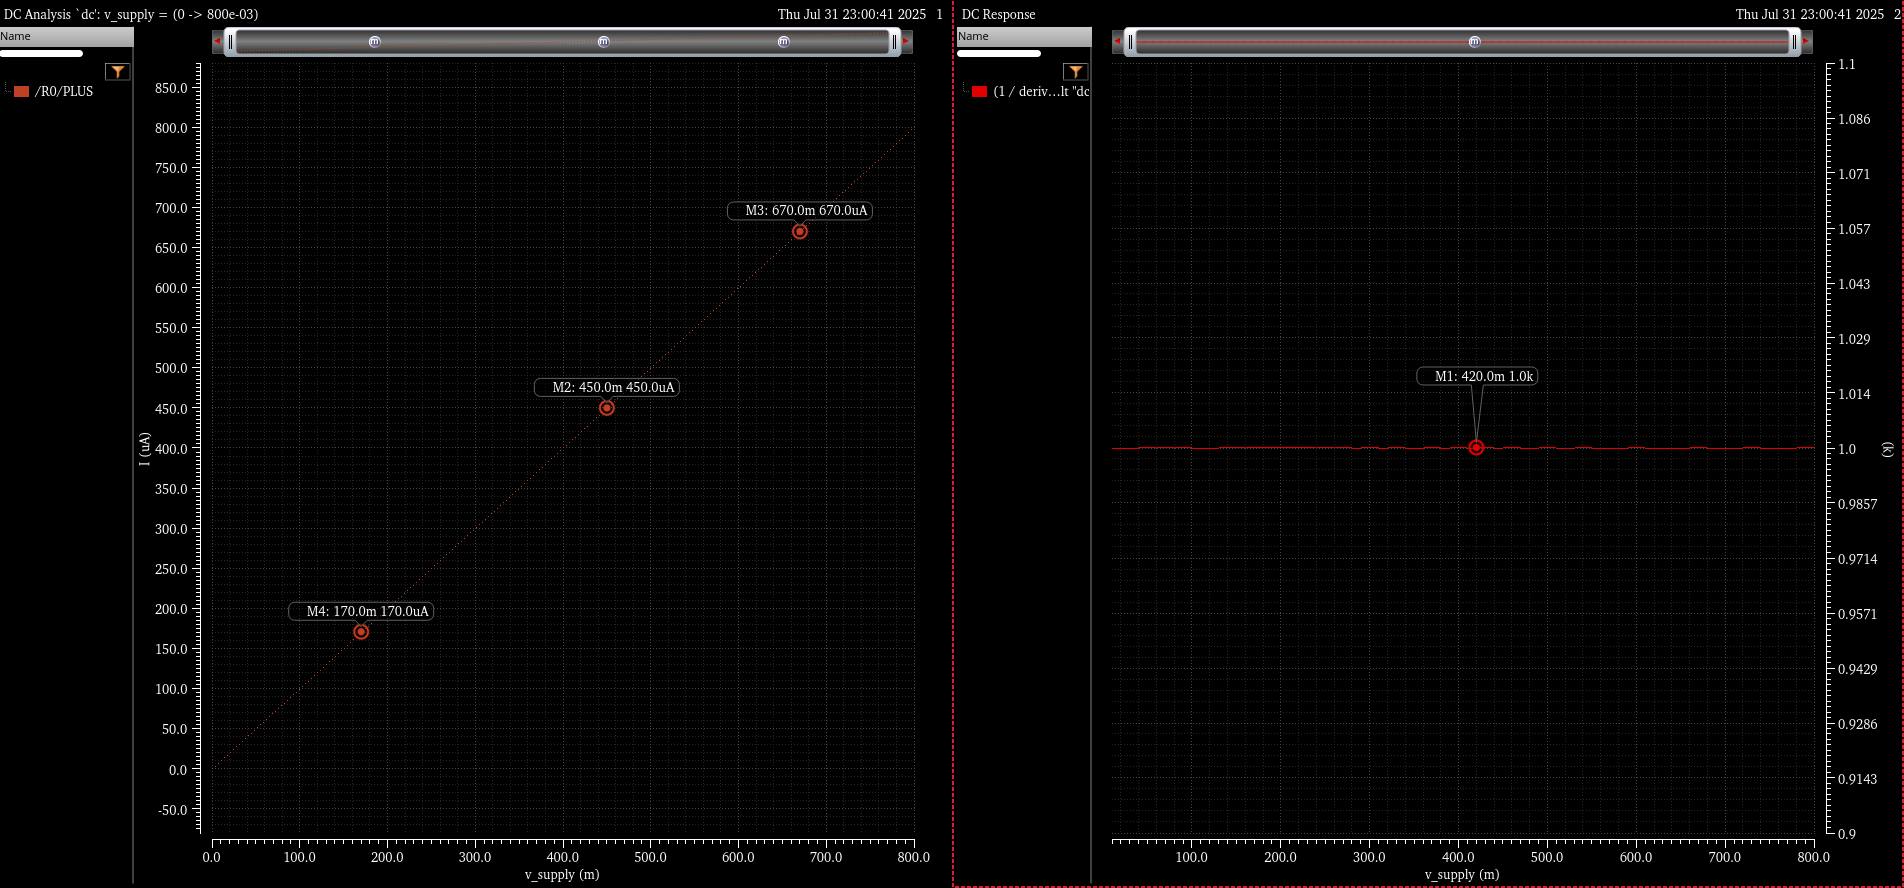 DC Analysis `dc': v_supply = (0 -> 800e-03)
Thu Jul 31 23:00:41 2025 1
Name
/R0/PLUS
m m m
850.0
800.0
750.0
700.0
650.0
600.0
550.0
500.0
450.0
400.0
350.0
300.0
250.0
200.0
150.0
100.0
50.0
0.0
-50.0
I (uA)
M3: 670.0m 670.0uA
M2: 450.0m 450.0uA
M4: 170.0m 170.0uA
0.0 100.0 200.0 300.0 400.0 500.0 600.0 700.0 800.0
v_supply (m)
DC Response
Thu Jul 31 23:00:41 2025 2
Name
(1 / deriv...lt "dc
m
M1: 420.0m 1.0k
1.1
1.086
1.071
1.057
1.043
1.029
1.014
1.0
0.9857
0.9714
0.9571
0.9429
0.9286
0.9143
0.9
(k)
100.0 200.0 300.0 400.0 500.0 600.0 700.0 800.0
v_supply (m)